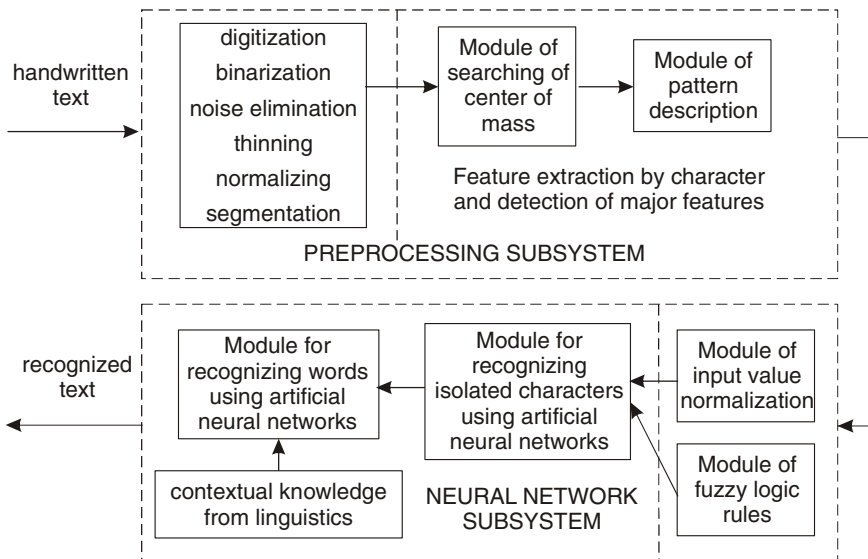 handwritten
text
digitization
binarization
noise elimination
thinning
normalizing
segmentation
Module of
searching of
center of
mass
Module of
pattern
description
Feature extraction by character
and detection of major features
PREPROCESSING SUBSYSTEM
recognized
text
Module for
recognizing words
using artificial
neural networks
Module for
recognizing
isolated characters
using artificial
neural networks
Module of
input value
normalization
contextual knowledge
from linguistics
NEURAL NETWORK
SUBSYSTEM
Module of
fuzzy logic
rules